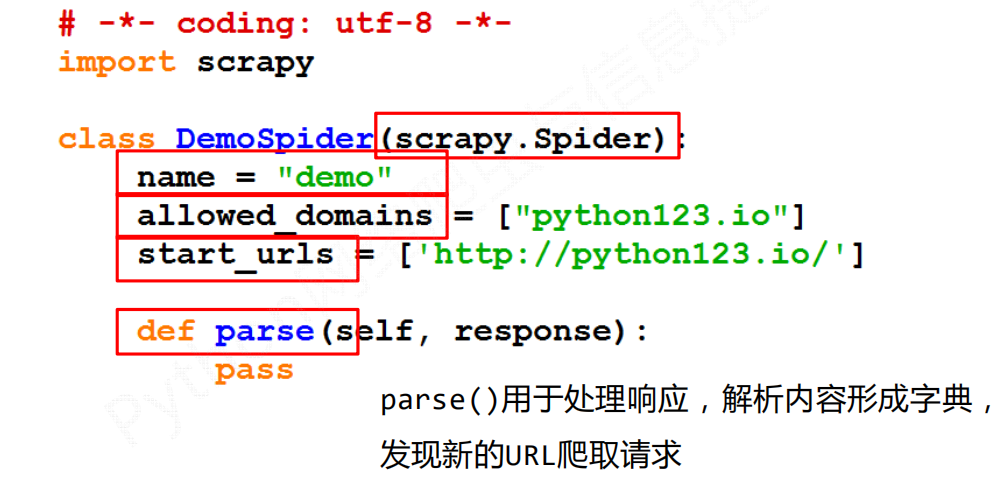 # -*- coding: utf-8 -*-
import scrapy
class DemoSpider(scrapy.Spider):
    name = "demo"
    allowed_domains = ["python123.io"]
    start_urls = ['http://python123.io/']
    def parse(self, response):
        pass
parse()用于处理响应，解析内容形成字典，
发现新的URL爬取请求